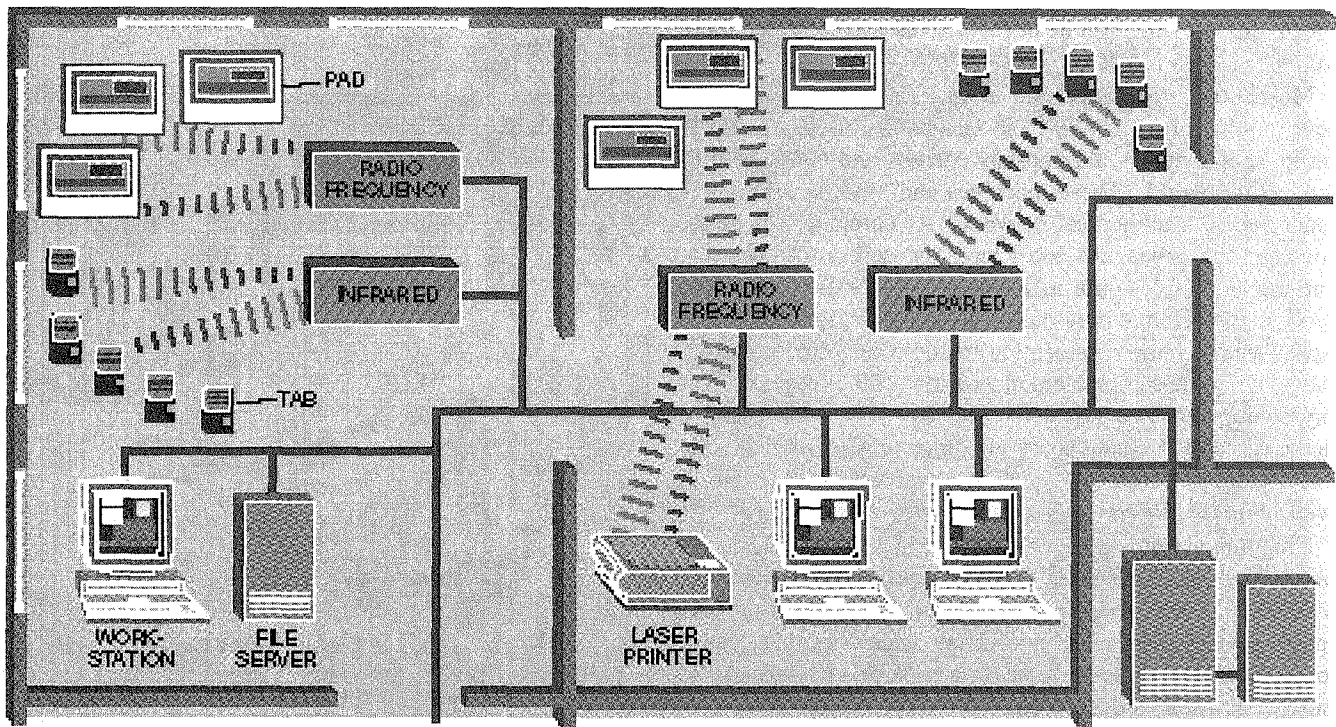 PAD
RADIO
FREQUENCY
INFRARED
TAB
RADIO
FREQUENCY
INFRARED
WORK-
STATION
FILE
SERVER
LASER
PRINTER